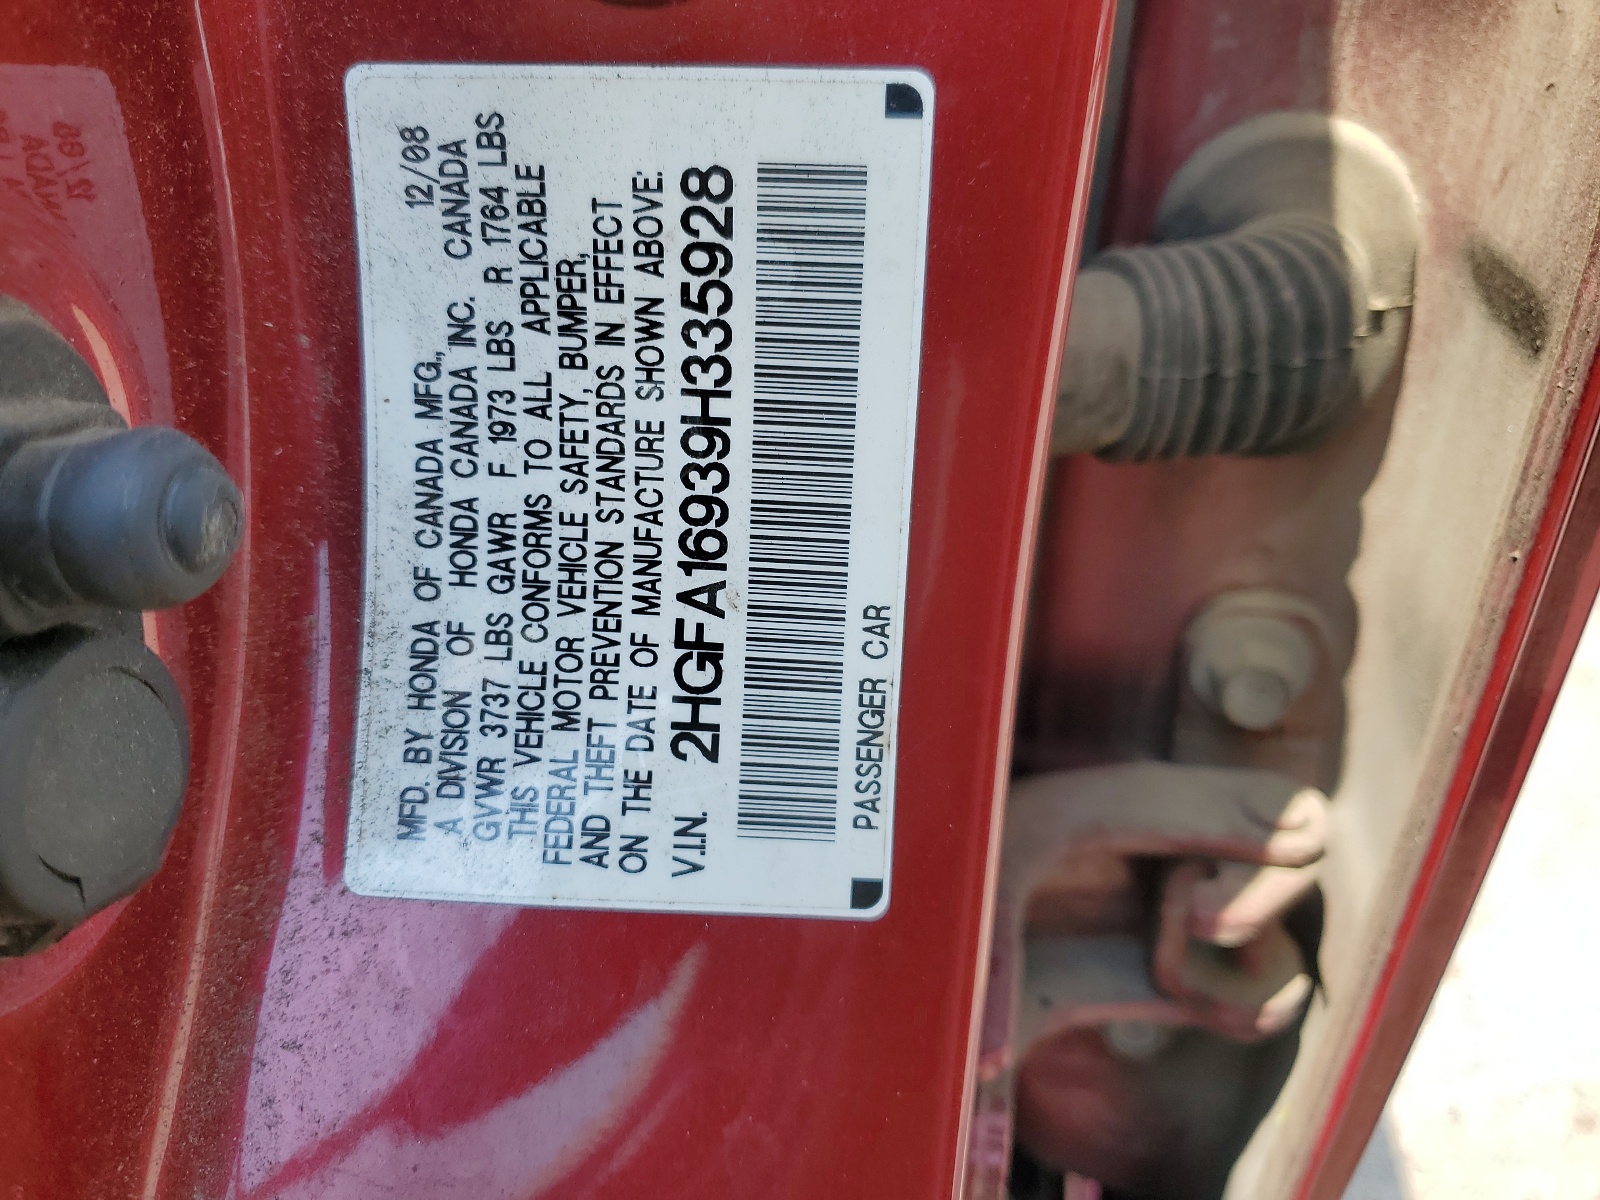 MFD. BY HONDA OF CANADA MFG., 12/08
A DIVISION OF HONDA CANADA INC. CANADA
GVWR 3737 LBS GAWR F 1973 LBS R 1764 LBS
THIS VEHICLE CONFORMS TO ALL APPLICABLE
FEDERAL MOTOR VEHICLE SAFETY, BUMPER,
AND THEFT PREVENTION STANDARDS IN EFFECT
ON THE DATE OF MANUFACTURE SHOWN ABOVE.
V.I.N. 2HGFA16939H335928
PASSENGER CAR